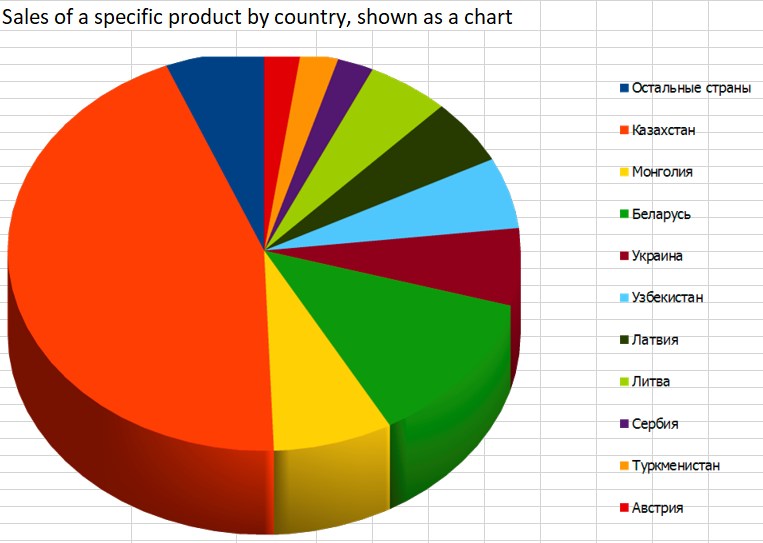 Sales of a specific product by country, shown as a chart
Остальные страны
Казахстан
Монголия
Беларусь
Украина
Узбекистан
Латвия
Литва
Сербия
Туркменистан
Австрия